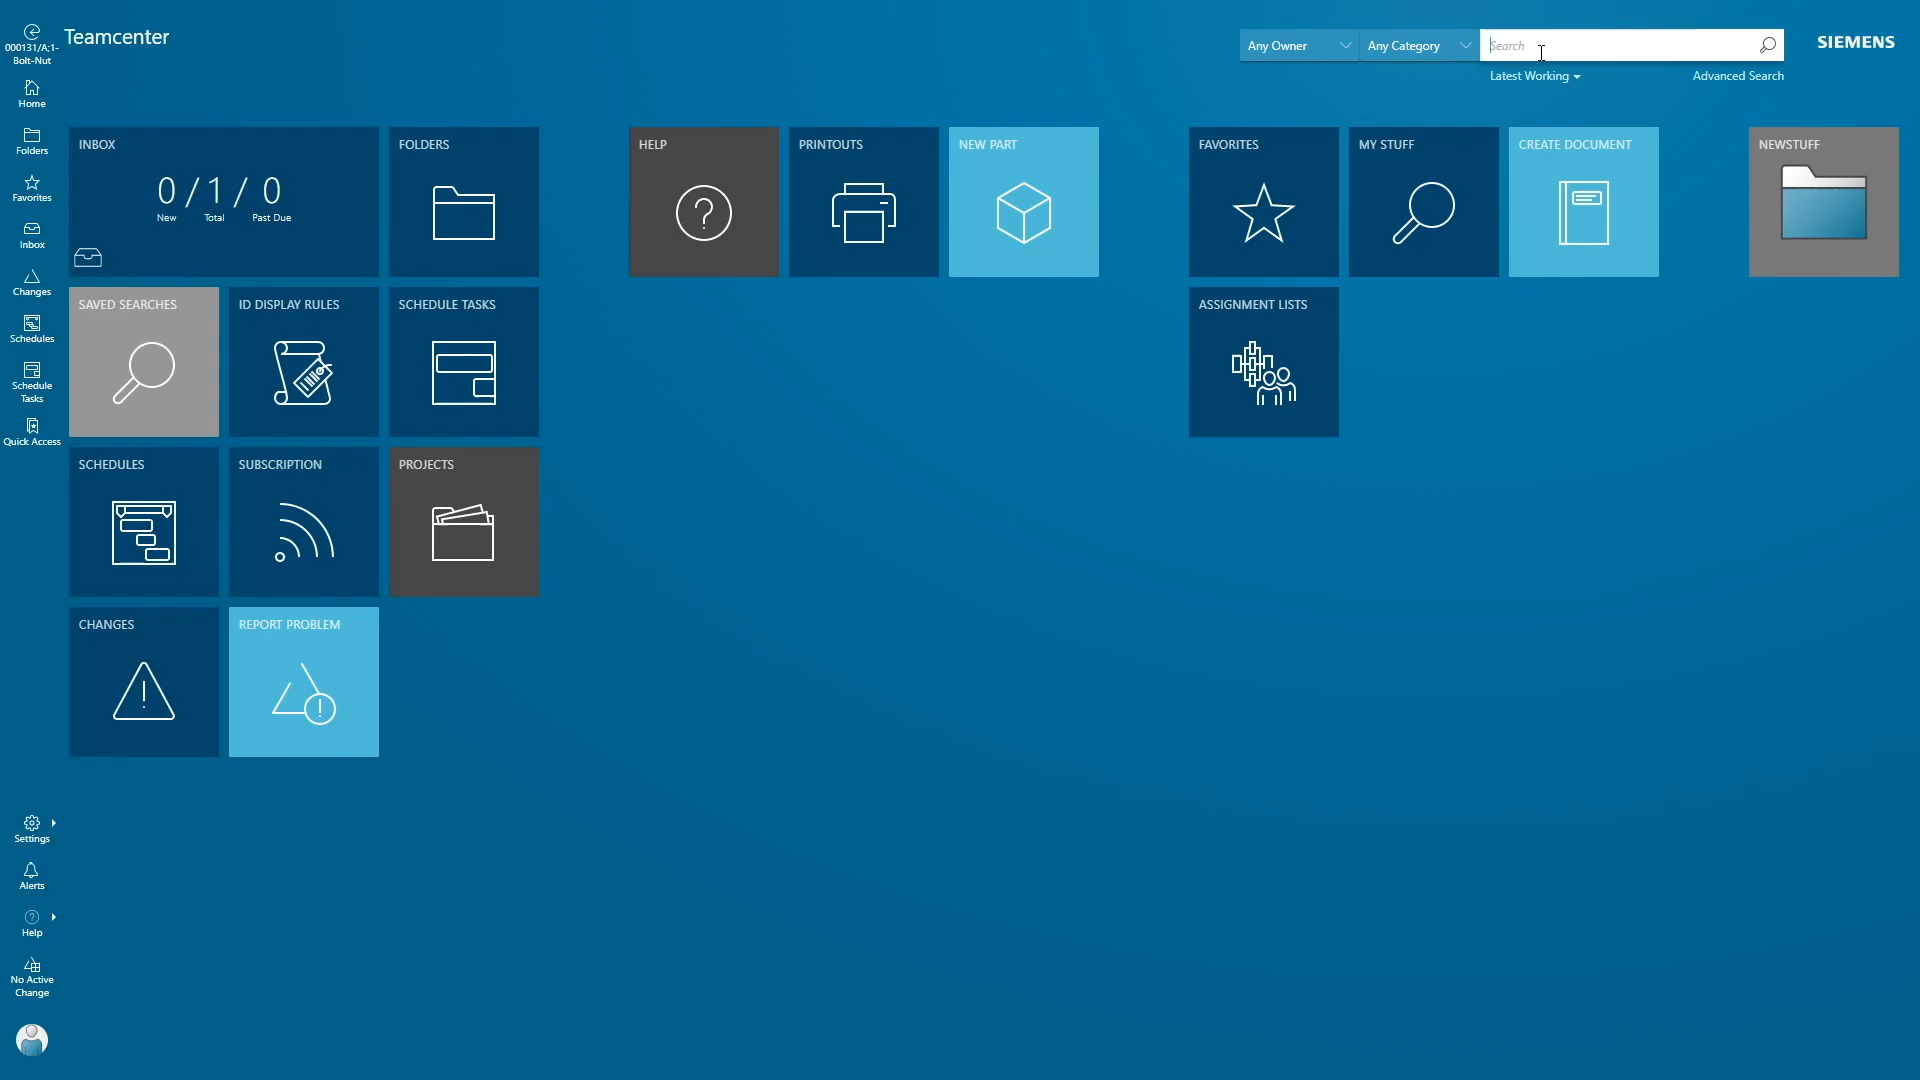 000131/A;1-
Bolt-Nut
Home
Folders
Favorites
Inbox
Changes
Schedules
Schedule
Tasks
Quick Access
Settings
Alerts
Help
No Active
Change
Teamcenter
Any Owner
Any Category
Search
SIEMENS
Latest Working
Advanced Search
INBOX
0 / 1 / 0
New Total Past Due
FOLDERS
HELP
PRINTOUTS
NEW PART
FAVORITES
MY STUFF
CREATE DOCUMENT
NEWSTUFF
SAVED SEARCHES
ID DISPLAY RULES
SCHEDULE TASKS
ASSIGNMENT LISTS
SCHEDULES
SUBSCRIPTION
PROJECTS
CHANGES
REPORT PROBLEM